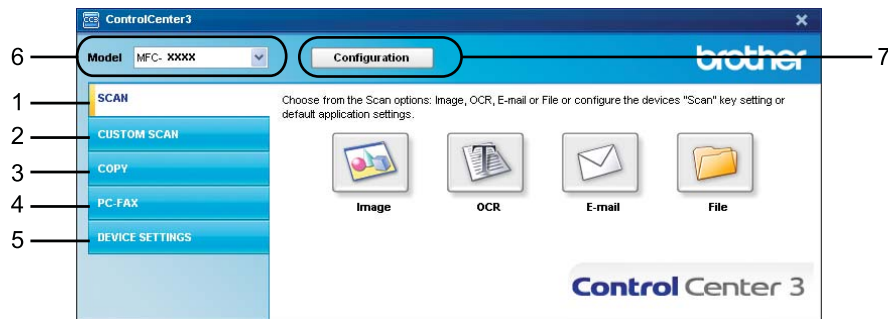 CC3 ControlCenter3
6 Model MFC- XXXX Configuration brother 7
1 SCAN
2 CUSTOM SCAN
3 COPY
4 PC-FAX
5 DEVICE SETTINGS
Choose from the Scan options: Image, OCR, E-mail or File or configure the devices "Scan" key setting or
default application settings.
Image OCR E-mail File
Control Center 3